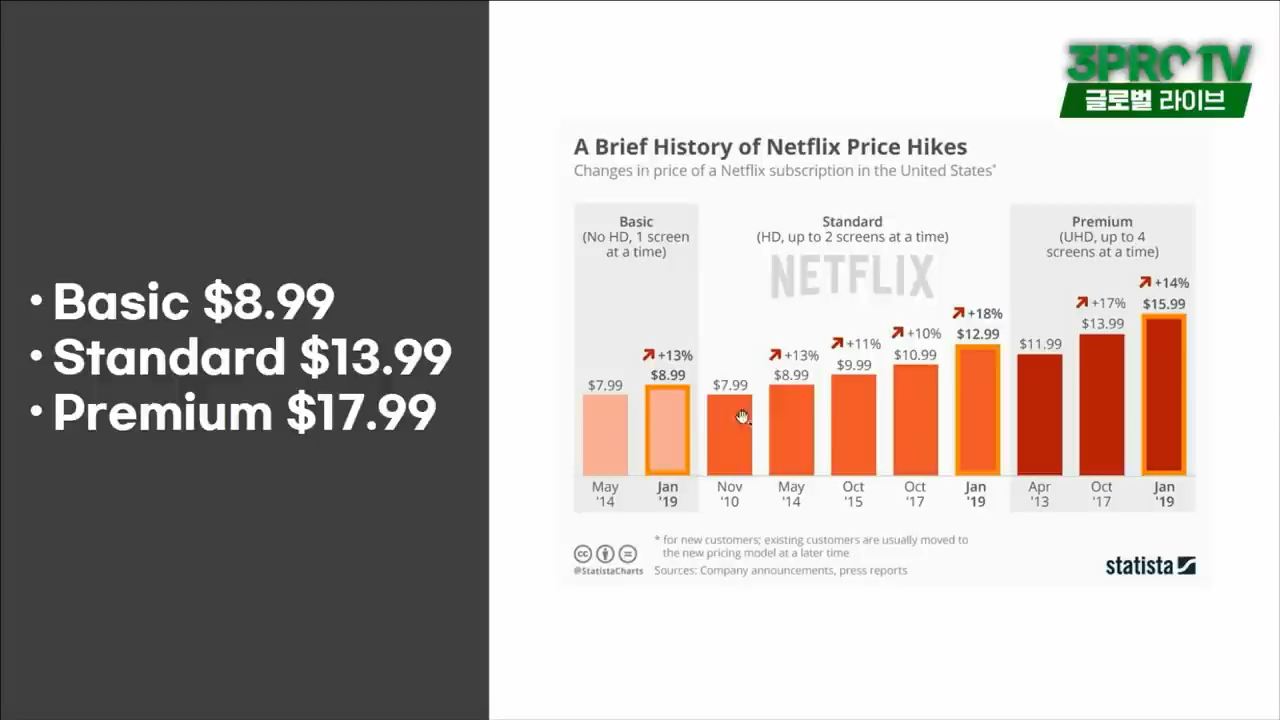 3PRO TV
글로벌 라이브
• Basic $8.99
• Standard $13.99
• Premium $17.99
A Brief History of Netflix Price Hikes
Changes in price of a Netflix subscription in the United States*
Basic
(No HD, 1 screen
at a time)
Standard
(HD, up to 2 screens at a time)
Premium
(UHD, up to 4
screens at a time)
NETFLIX
$7.99
+13%
$8.99
$7.99
+13%
$8.99
+11%
$9.99
+10%
$10.99
+18%
$12.99
$11.99
+17%
$13.99
+14%
$15.99
May
'14
Jan
'19
Nov
'10
May
'14
Oct
'15
Oct
'17
Jan
'19
Apr
'13
Oct
'17
Jan
'19
* for new customers; existing customers are usually moved to
the new pricing model at a later time
@StatistaCharts Sources: Company announcements, press reports
statista